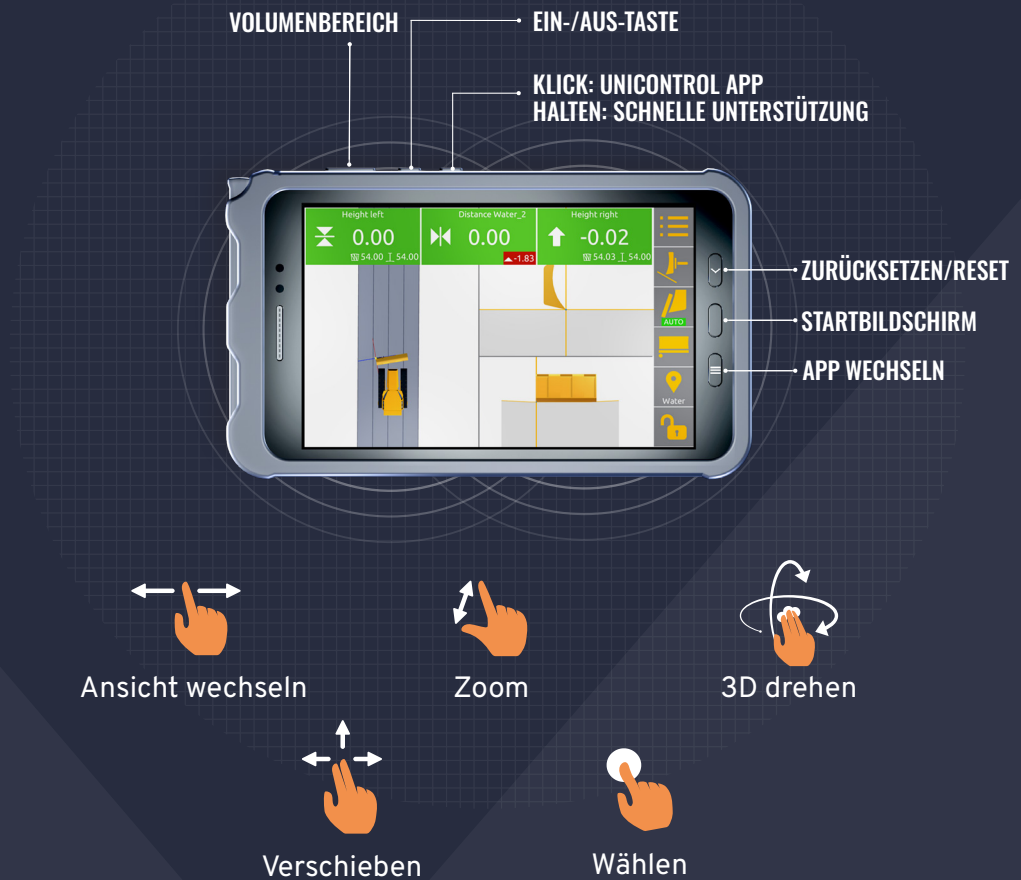 VOLUMENBEREICH
EIN-/AUS-TASTE
KLICK: UNICONTROL APP
HALTEN: SCHNELLE UNTERSTÜTZUNG
Height left
0.00
54.00 54.00
Distance Water_2
0.00
-1.83
Height right
-0.02
54.03 54.00
AUTO
Water
ZURÜCKSETZEN/RESET
STARTBILDSCHIRM
APP WECHSELN
Ansicht wechseln
Zoom
3D drehen
Verschieben
Wählen